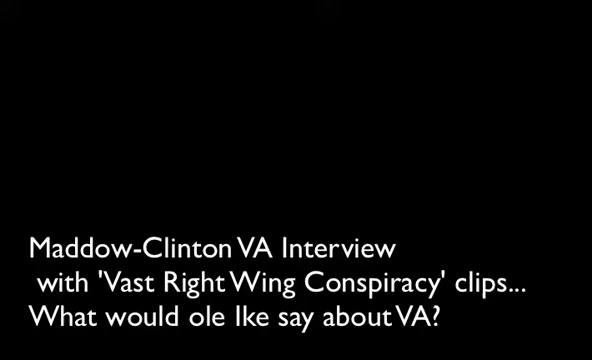 Maddow-Clinton VA Interview
with 'Vast Right Wing Conspiracy' clips...
What would ole Ike say about VA?